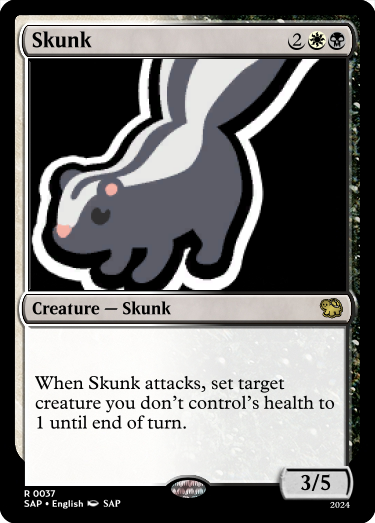 Skunk 2
Creature — Skunk
When Skunk attacks, set target
creature you don't control's health to
1 until end of turn.
3/5
R 0037
SAP • English SAP
2024